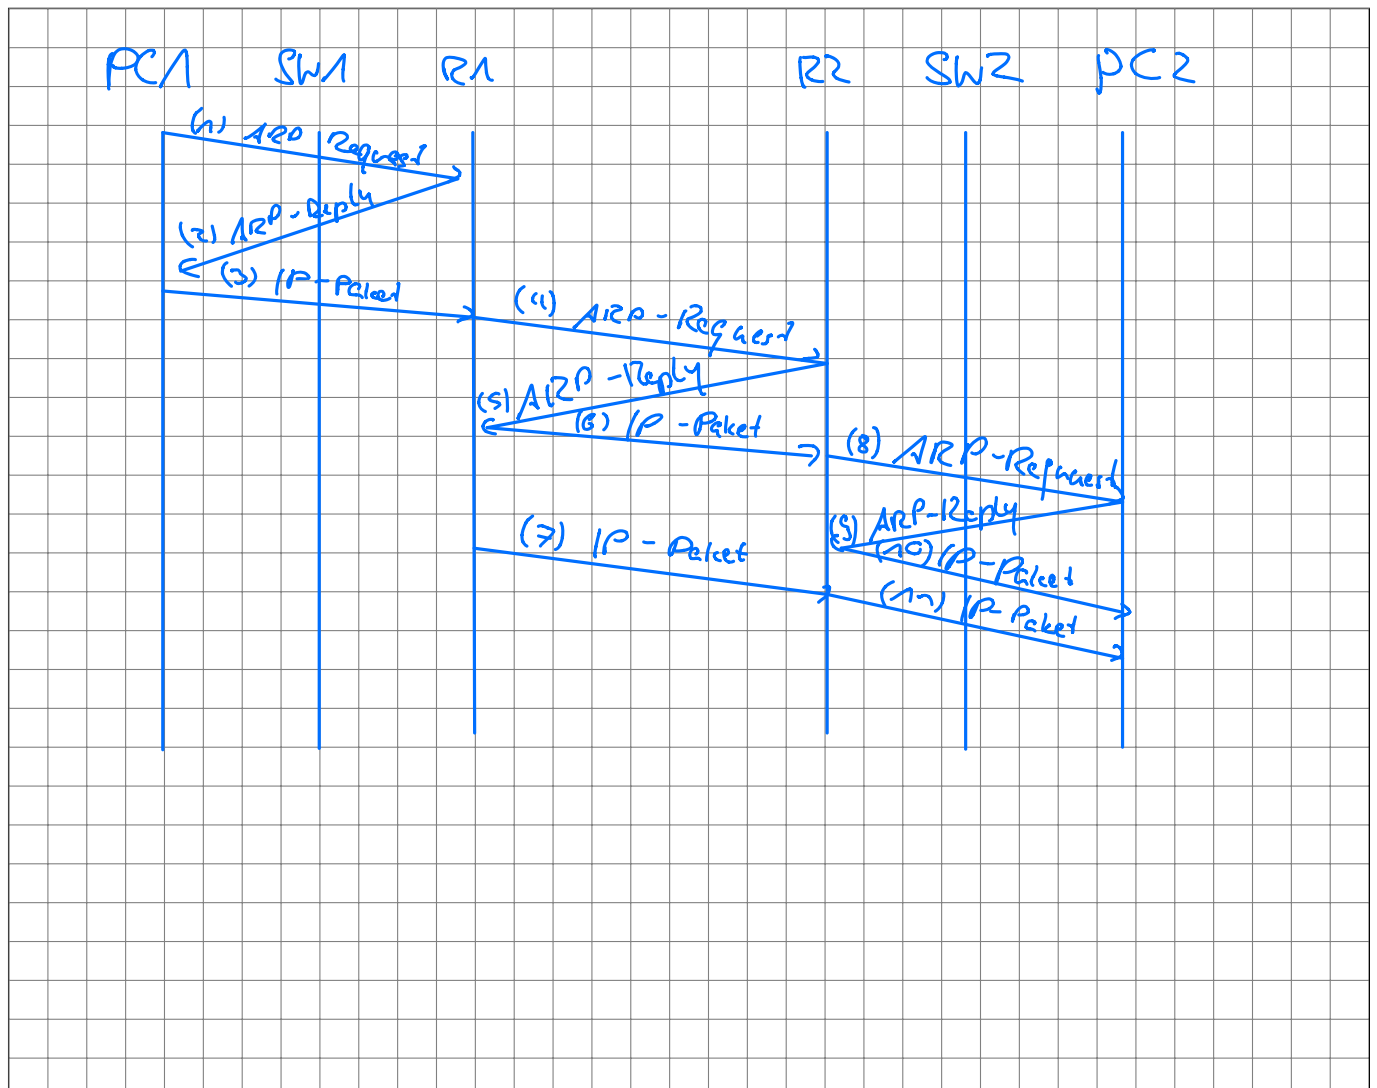 PC1 SW1 R1 R2 SW2 PC2
(1) ARP Request
(2) ARP-Reply
(3) IP-Paket
(4) ARP-Request
(5) ARP-Reply
(6) IP-Paket
(8) ARP-Request
(9) ARP-Reply
(7) IP-Paket
(10) IP-Paket
(11) IP-Paket